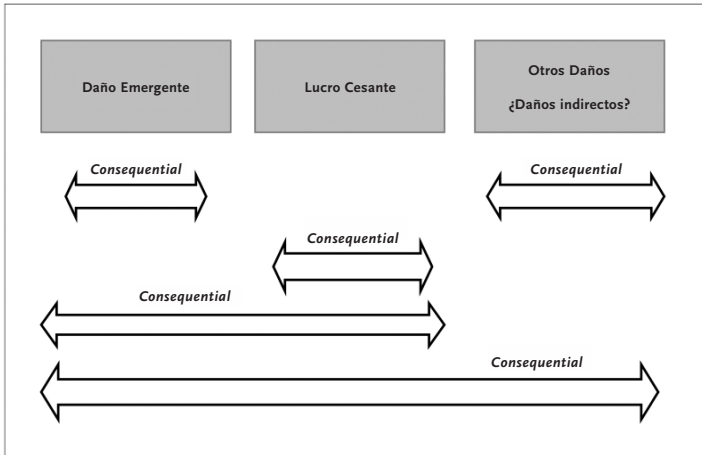 Daño Emergente
Lucro Cesante
Otros Daños
¿Daños indirectos?
Consequential
Consequential
Consequential
Consequential
Consequential